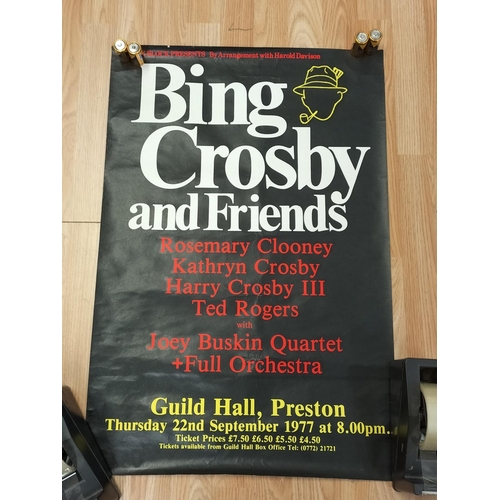 PRESENTS By Arrangement with Harold Davison
Bing
Crosby
and Friends
Rosemary Clooney
Kathryn Crosby
Harry Crosby III
Ted Rogers
with
Joey Buskin Quartet
+Full Orchestra
Guild Hall, Preston
Thursday 22nd September 1977 at 8.00pm.
Ticket Prices £7.50 £6.50 £5.50 £4.50
Tickets available from Guild Hall Box Office Tel: (0772) 21721